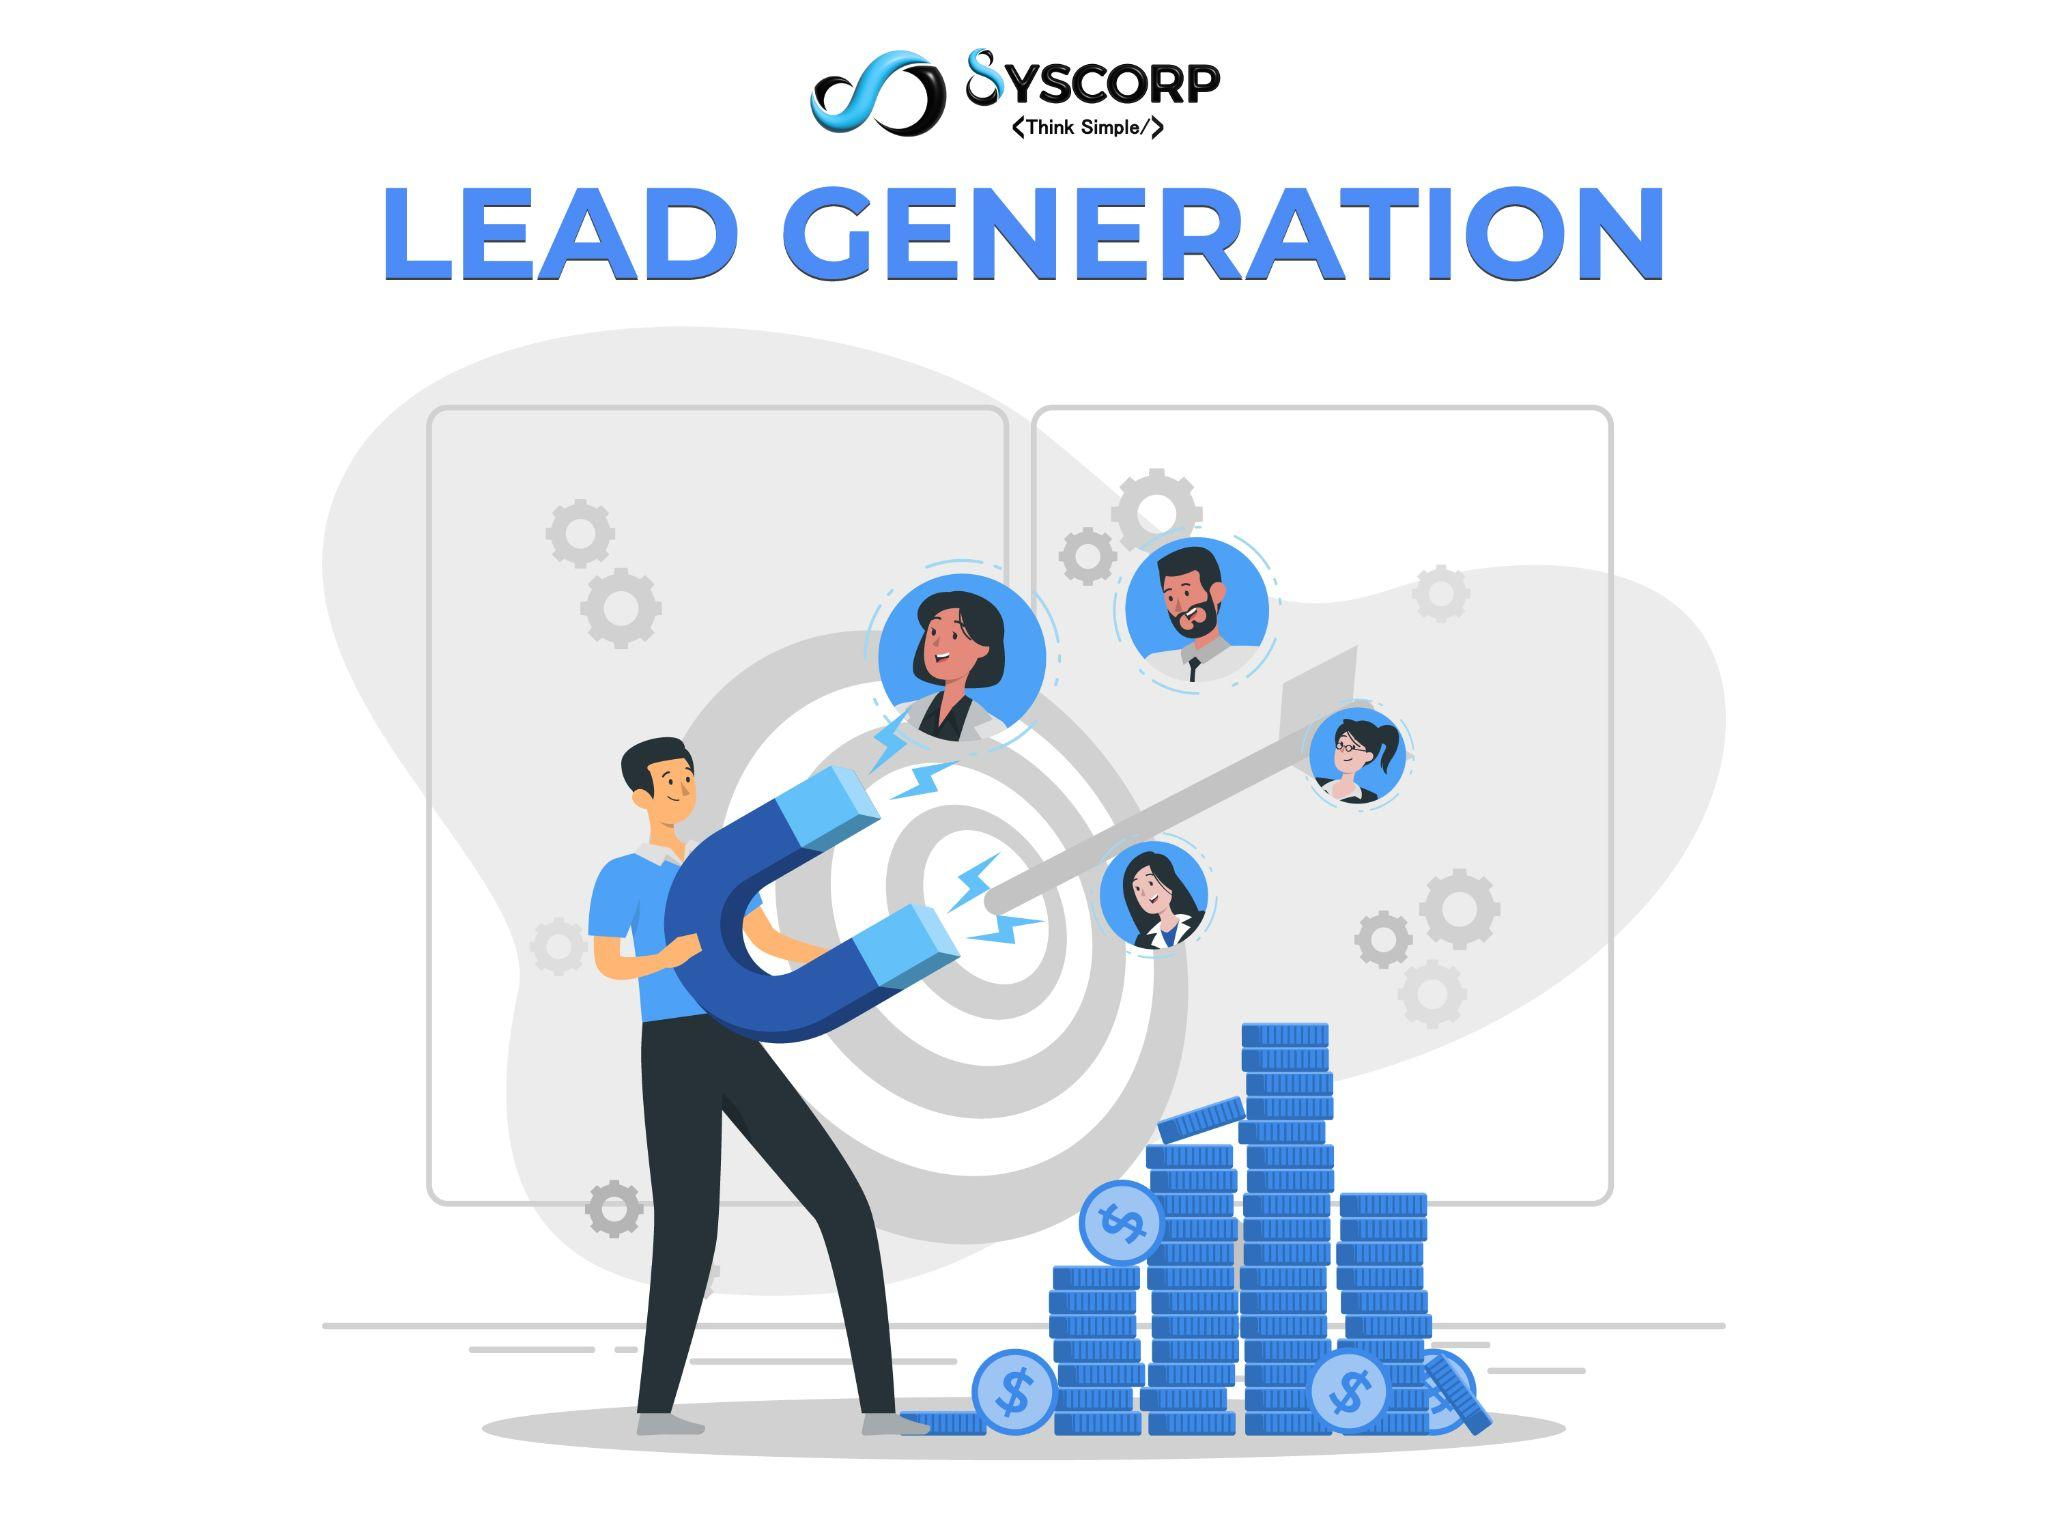 SYSCORP
<Think Simple/>
LEAD GENERATION
$
$
$
$